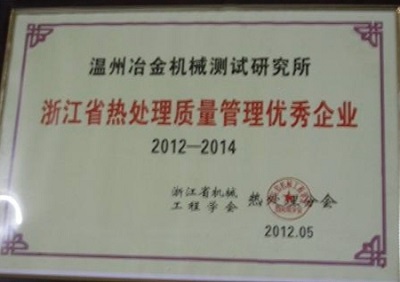 温州冶金机械测试研究所
浙江省热处理质量管理优秀企业
2012—2014
浙江省机械
工程学会
热处理分会
2012.05